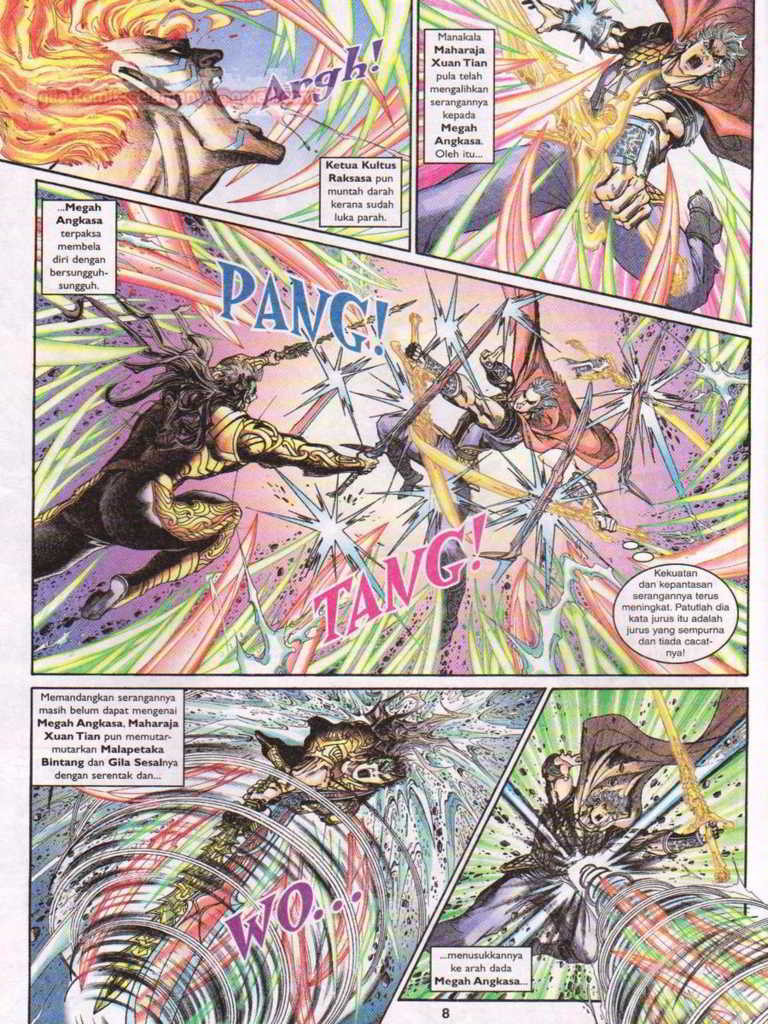 Argh!
Ketua Kultus
Raksasa pun
muntah darah
kerana sudah
luka parah.
Manakala
Maharaja
Xuan Tian
pula telah
mengalihkan
serangannya
kepada
Megah
Angkasa.
Oleh itu...
...Megah
Angkasa
terpaksa
membela
diri dengan
bersungguh-
sungguh.
PANG!
TANG!
Kekuatan
dan kepantasan
serangannya terus
meningkat. Patutlah dia
kata jurus itu adalah
jurus yang sempurna
dan tiada cacat-
nya!
Memandangkan serangannya
masih belum dapat mengenai
Megah Angkasa, Maharaja
Xuan Tian pun memutar-
mutarkan Malapetaka
Bintang dan Gila Sesalnya
dengan serentak dan...
WO...
...menusukkannya
ke arah dada
Megah Angkasa...
8